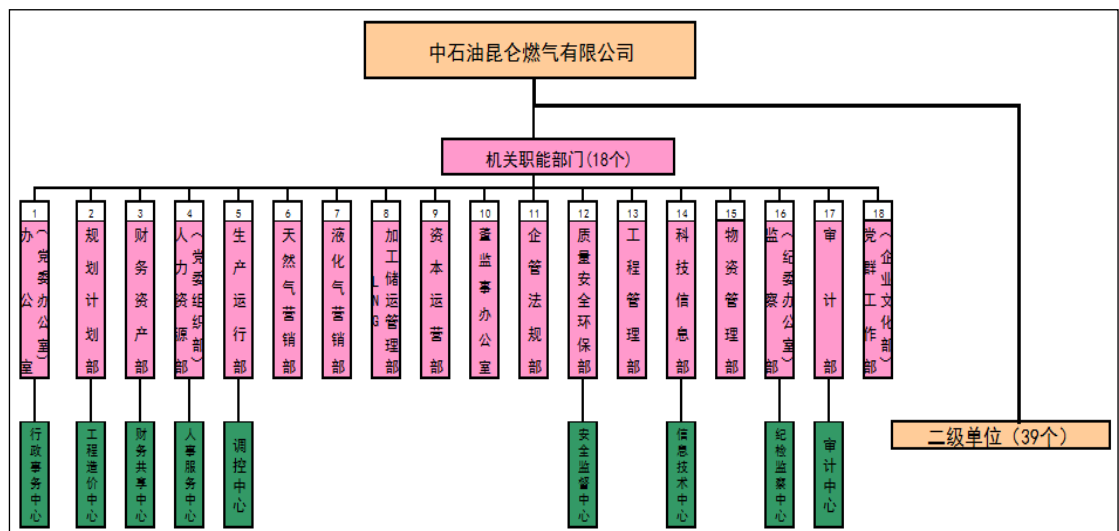 中石油昆仑燃气有限公司
机关职能部门(18个)
1
办公室
（党委办公室）
2
规划计划部
3
财务资产部
4
人力资源部
（党委组织部）
5
生产运行部
6
天然气营销部
7
液化气营销部
8
LNG
加工储运管理部
9
资本运营部
10
董监事办公室
11
企管法规部
12
质量安全环保部
13
工程管理部
14
科技信息部
15
物资管理部
16
监察部
（纪委办公室）
17
审计部
18
党群工作部
（企业文化部）
行政事务中心
工程造价中心
财务共享中心
人事服务中心
调控中心
安全监督中心
信息技术中心
纪检监察中心
审计中心
二级单位（39个）